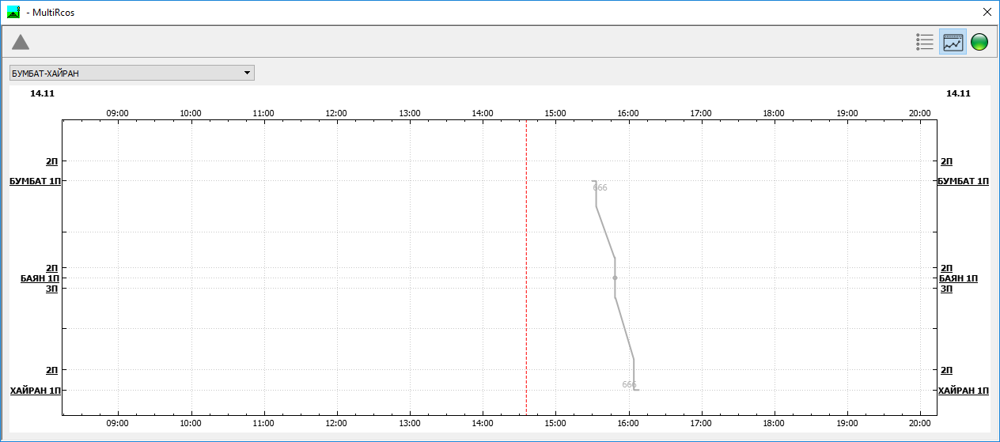 - MultiRcos
БУМБАТ-ХАЙРАН
14.11 14.11
09:00 10:00 11:00 12:00 13:00 14:00 15:00 16:00 17:00 18:00 19:00 20:00
2П 2П
БУМБАТ 1П БУМБАТ 1П
666
2П 2П
БАЯН 1П БАЯН 1П
3П 3П
2П 2П
666
ХАЙРАН 1П ХАЙРАН 1П
09:00 10:00 11:00 12:00 13:00 14:00 15:00 16:00 17:00 18:00 19:00 20:00